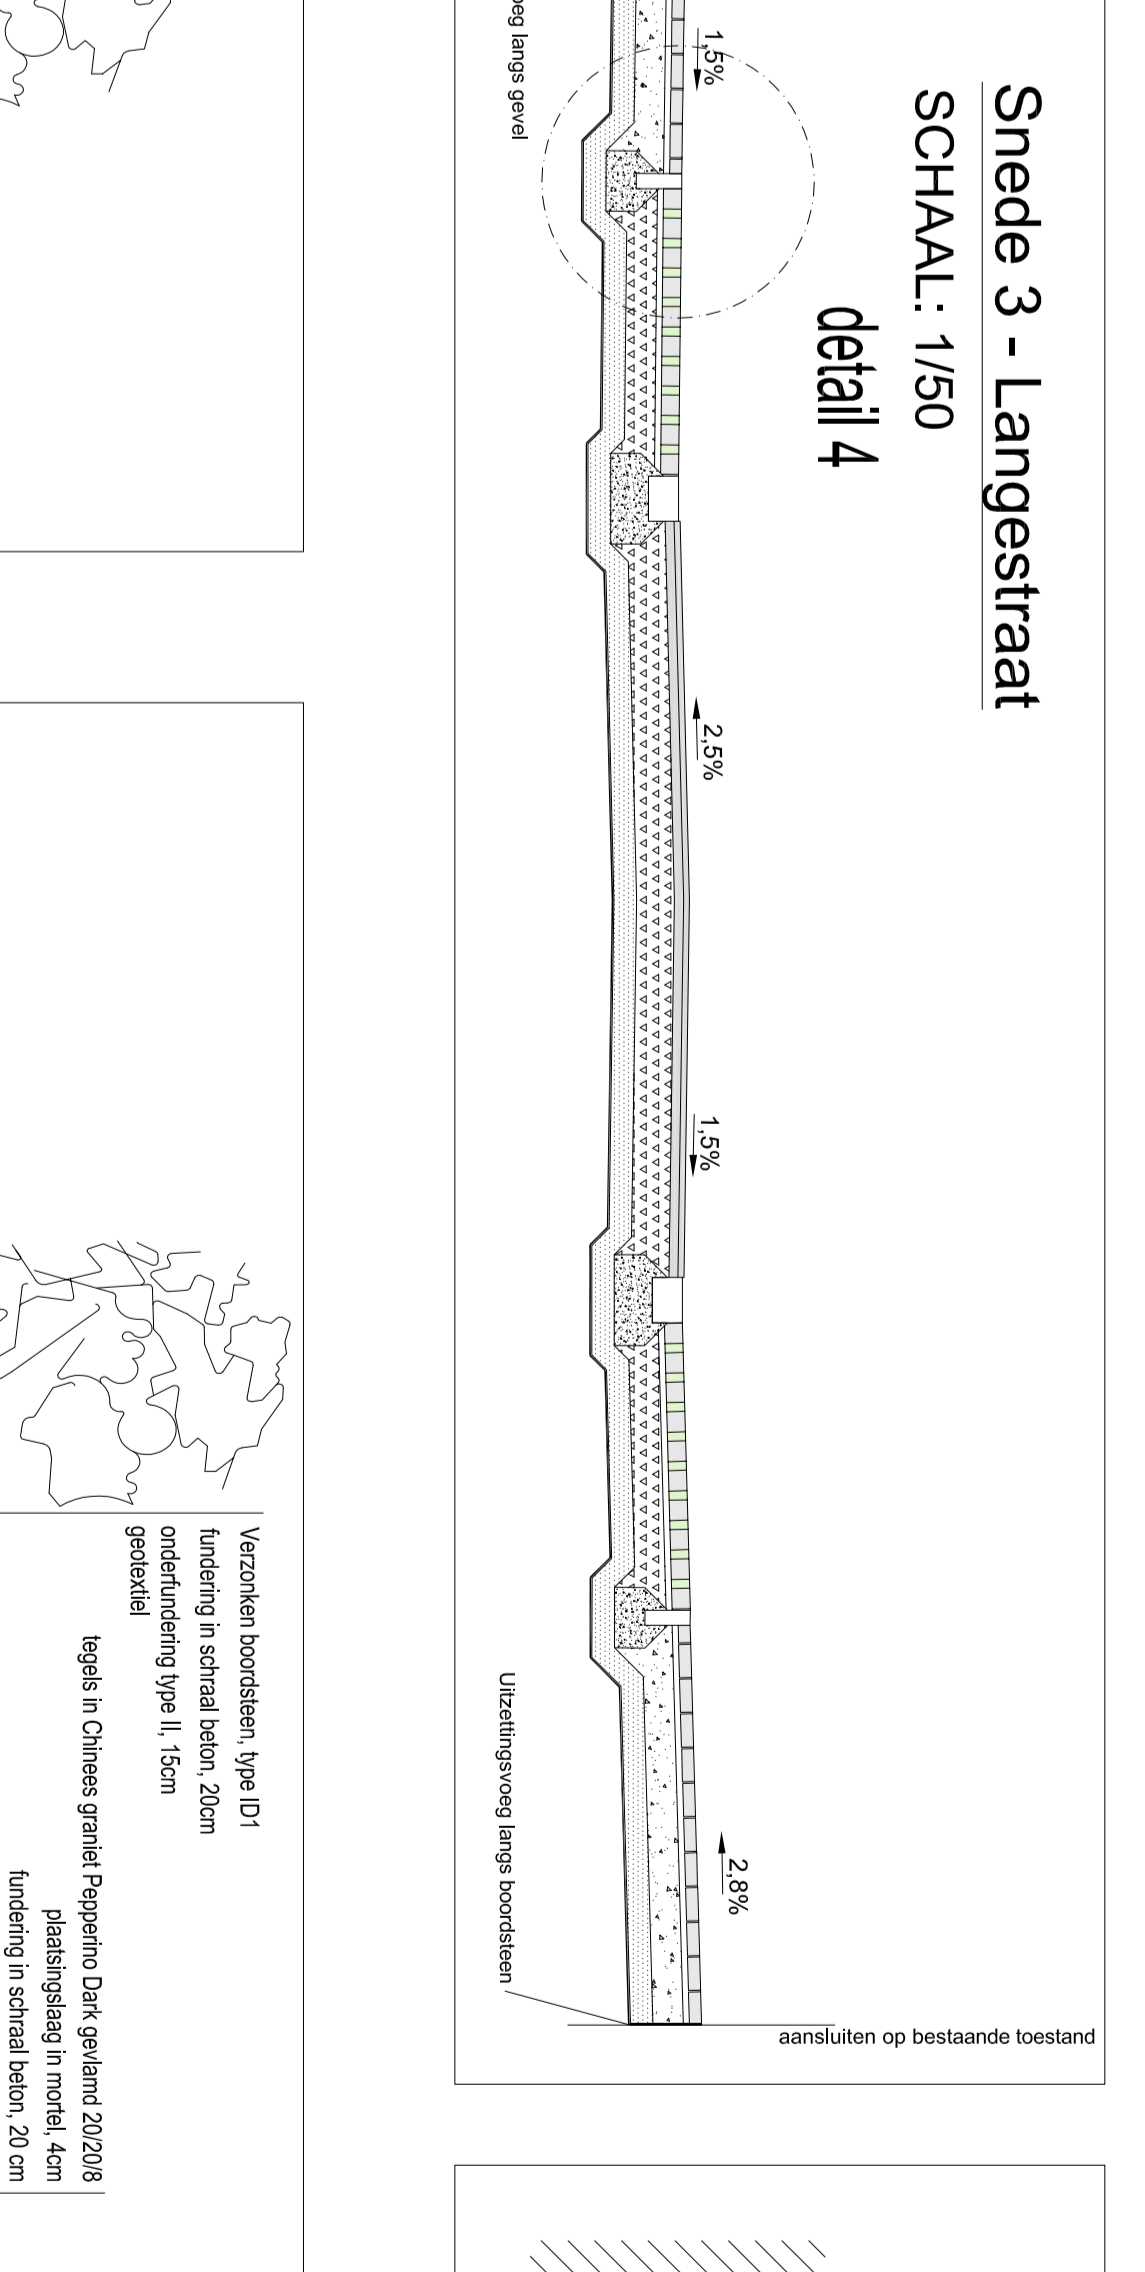 Snede 3 - Langestraat
SCHAAL: 1/50
detail 4
1,5%
2,5%
1,5%
2,8%
langs gevel
Uitzettingsvoeg langs boordsteen
aansluiten op bestaande toestand
Verzonken boordsteen, type ID1
fundering in schraal beton, 20cm
onderfundering type II, 15cm
geotextiel
tegels in Chinees graniet Pepperino Dark gevlamd 20/20/8
plaatsingslaag in mortel, 4cm
fundering in schraal beton, 20 cm